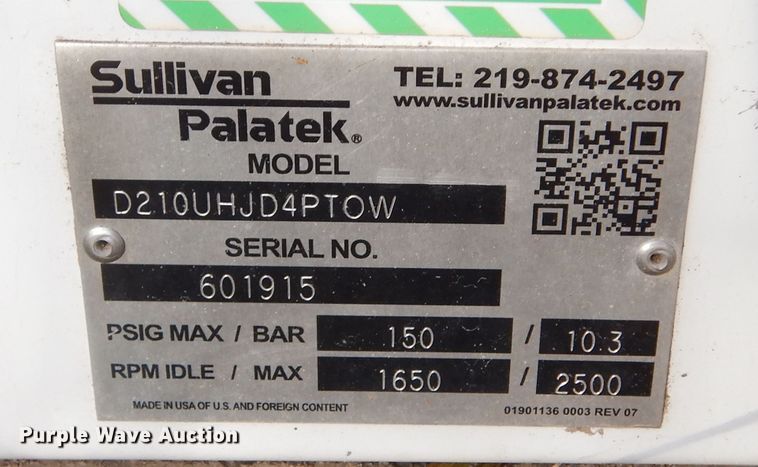 Sullivan
Palatek®
TEL: 219-874-2497
www.sullivanpalatek.com
MODEL
D210UHJD4PTOW
SERIAL NO.
601915
PSIG MAX / BAR 150 / 10.3
RPM IDLE / MAX 1650 / 2500
MADE IN USA OF U.S. AND FOREIGN CONTENT
01901136 0003 REV 07
Purple Wave Auction